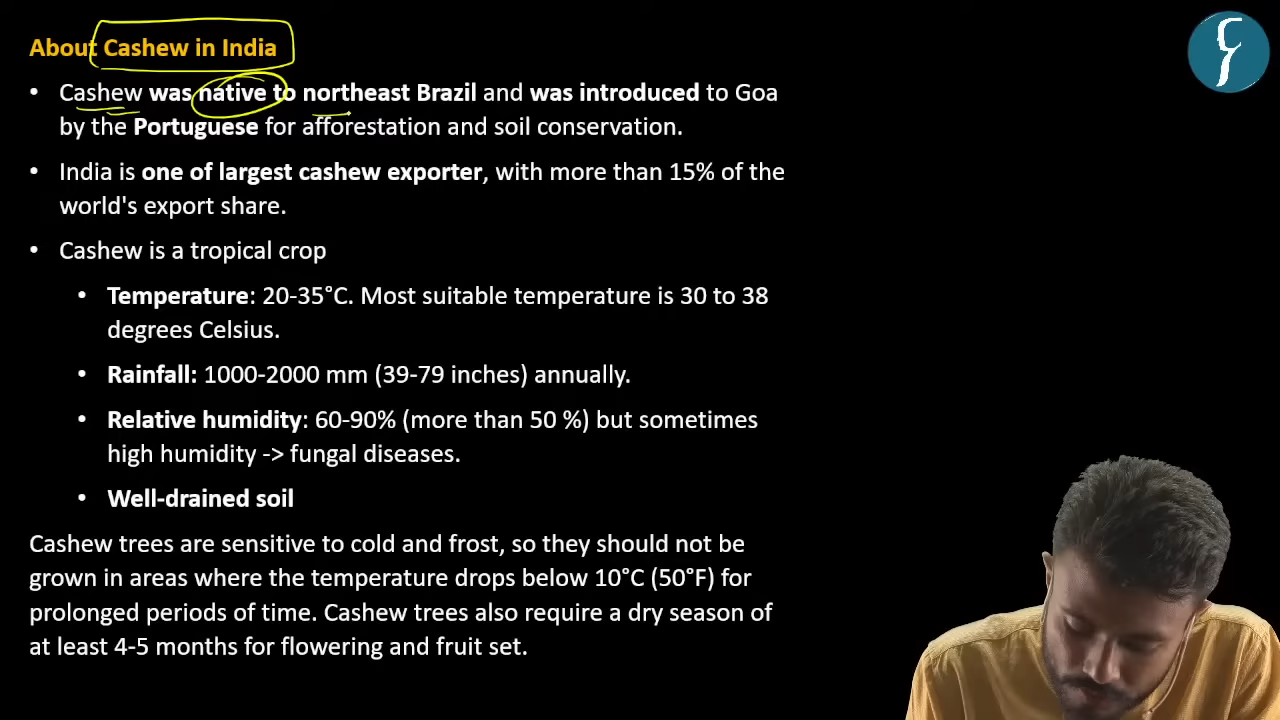 About Cashew in India
• Cashew was native to northeast Brazil and was introduced to Goa
by the Portuguese for afforestation and soil conservation.
• India is one of largest cashew exporter, with more than 15% of the
world's export share.
• Cashew is a tropical crop
• Temperature: 20-35°C. Most suitable temperature is 30 to 38
degrees Celsius.
• Rainfall: 1000-2000 mm (39-79 inches) annually.
• Relative humidity: 60-90% (more than 50 %) but sometimes
high humidity -> fungal diseases.
• Well-drained soil
Cashew trees are sensitive to cold and frost, so they should not be
grown in areas where the temperature drops below 10°C (50°F) for
prolonged periods of time. Cashew trees also require a dry season of
at least 4-5 months for flowering and fruit set.